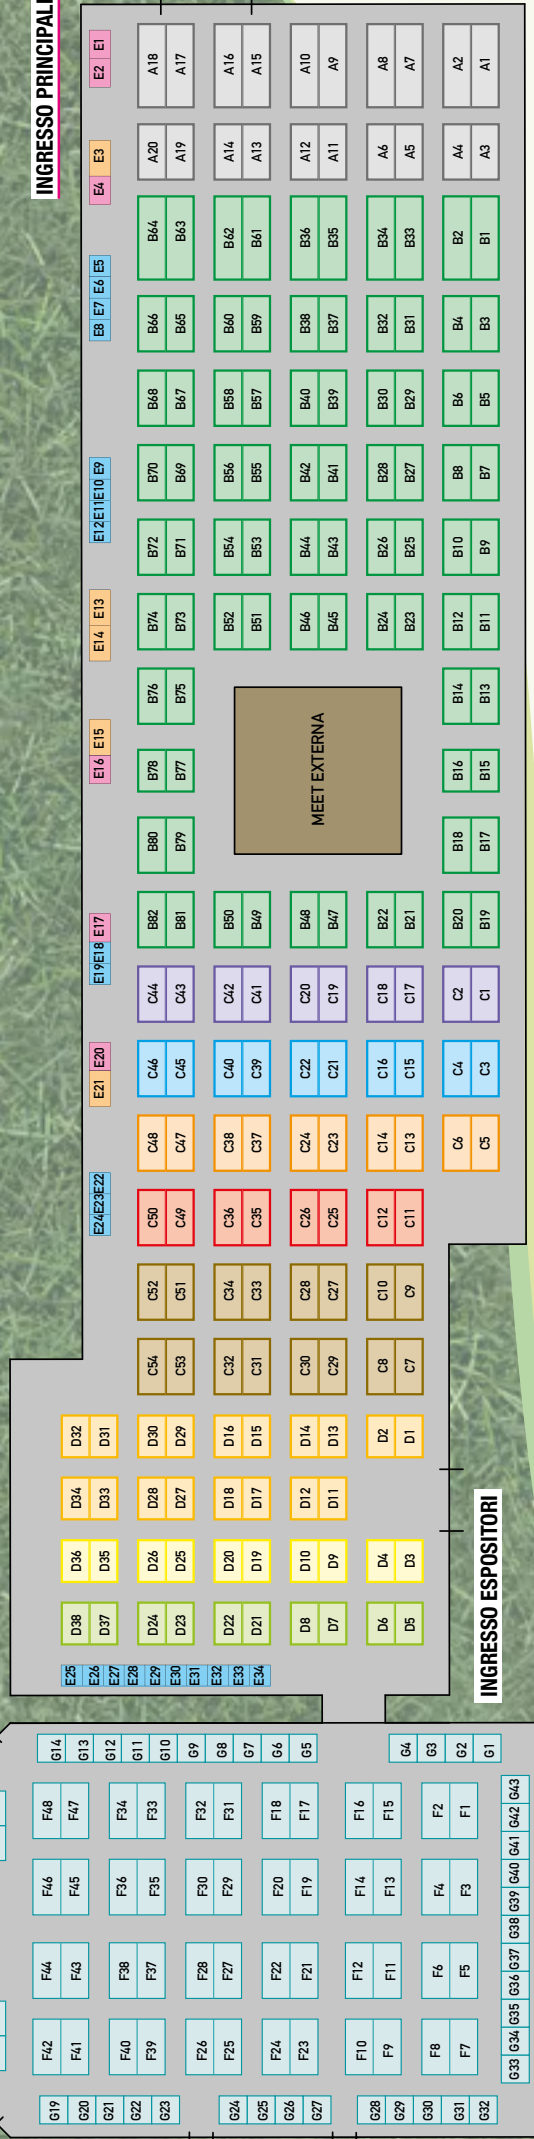 INGRESSO PRINCIPALE
E1
E2
A18
A17
A16
A15
A10
A9
A8
A7
A2
A1
E3
E4
A20
A19
A14
A13
A12
A11
A6
A5
A4
A3
B64
B63
B62
B61
B36
B35
B34
B33
B2
B1
E5
E6
E7
E8
B66
B65
B60
B59
B38
B37
B32
B31
B4
B3
B68
B67
B58
B57
B40
B39
B30
B29
B6
B5
E9
E10
E11
E12
B70
B69
B56
B55
B42
B41
B28
B27
B8
B7
B72
B71
B54
B53
B44
B43
B26
B25
B10
B9
E13
E14
B74
B73
B52
B51
B46
B45
B24
B23
B12
B11
B76
B75
B14
B13
MEET EXTERNA
E15
E16
B78
B77
B16
B15
B80
B79
B18
B17
E17
E18
E19
B82
B81
B50
B49
B48
B47
B22
B21
B20
B19
C44
C43
C42
C41
C20
C19
C18
C17
C2
C1
E20
E21
C46
C45
C40
C39
C22
C21
C16
C15
C4
C3
C48
C47
C38
C37
C24
C23
C14
C13
C6
C5
E22
E23
E24
C50
C49
C36
C35
C26
C25
C12
C11
C52
C51
C34
C33
C28
C27
C10
C9
C54
C53
C32
C31
C30
C29
C8
C7
D32
D31
D30
D29
D16
D15
D14
D13
D2
D1
D34
D33
D28
D27
D18
D17
D12
D11
INGRESSO ESPOSITORI
D36
D35
D26
D25
D20
D19
D10
D9
D4
D3
D38
D37
D24
D23
D22
D21
D8
D7
D6
D5
E25
E26
E27
E28
E29
E30
E31
E32
E33
E34
G14
G13
G12
G11
G10
G9
G8
G7
G6
G5
G4
G3
G2
G1
F48
F47
F34
F33
F32
F31
F18
F17
F16
F15
F2
F1
G43
G42
G41
F46
F45
F36
F35
F30
F29
F20
F19
F14
F13
F4
F3
G40
G39
G38
F44
F43
F38
F37
F28
F27
F22
F21
F12
F11
F6
F5
G37
G36
G35
F42
F41
F40
F39
F26
F25
F24
F23
F10
F9
F8
F7
G34
G33
G19
G20
G21
G22
G23
G24
G25
G26
G27
G28
G29
G30
G31
G32